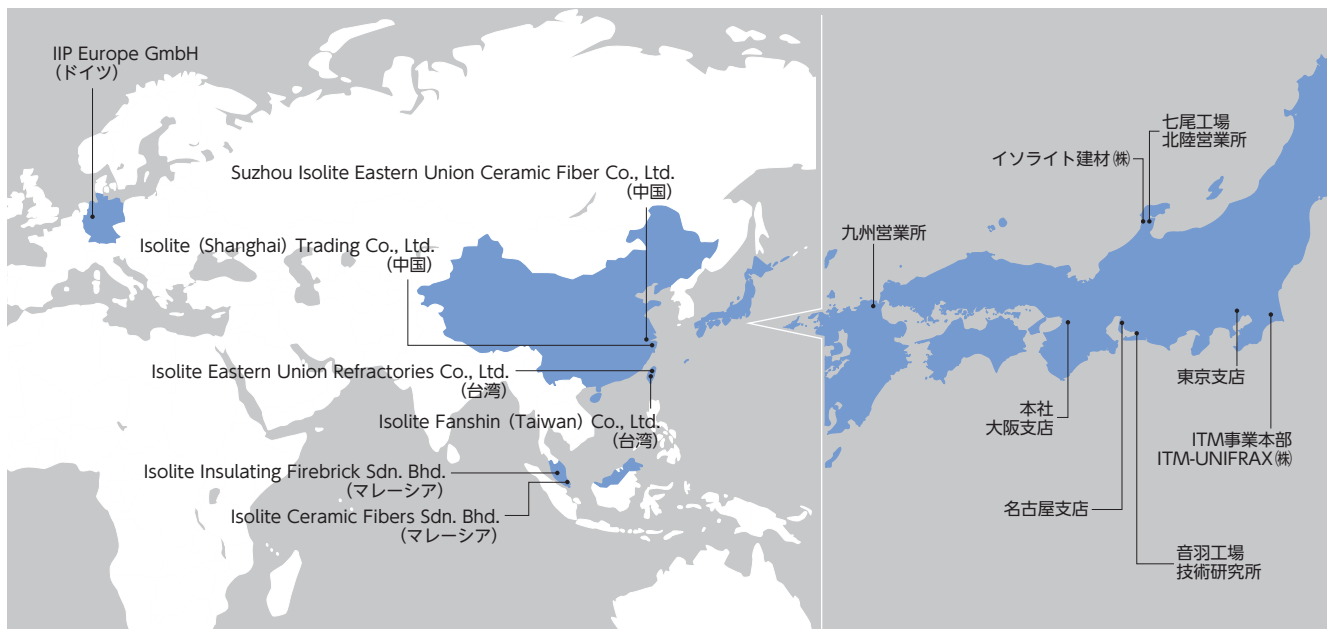 IIP Europe GmbH
（ドイツ）
Suzhou Isolite Eastern Union Ceramic Fiber Co., Ltd.
（中国）
Isolite（Shanghai）Trading Co., Ltd.
（中国）
Isolite Eastern Union Refractories Co., Ltd.
（台湾）
Isolite Fanshin（Taiwan）Co., Ltd.
（台湾）
Isolite Insulating Firebrick Sdn. Bhd.
（マレーシア）
Isolite Ceramic Fibers Sdn. Bhd.
（マレーシア）
七尾工場
北陸営業所
イソライト建材㈱
九州営業所
東京支店
本社
大阪支店
ITM事業本部
ITM-UNIFRAX㈱
名古屋支店
音羽工場
技術研究所